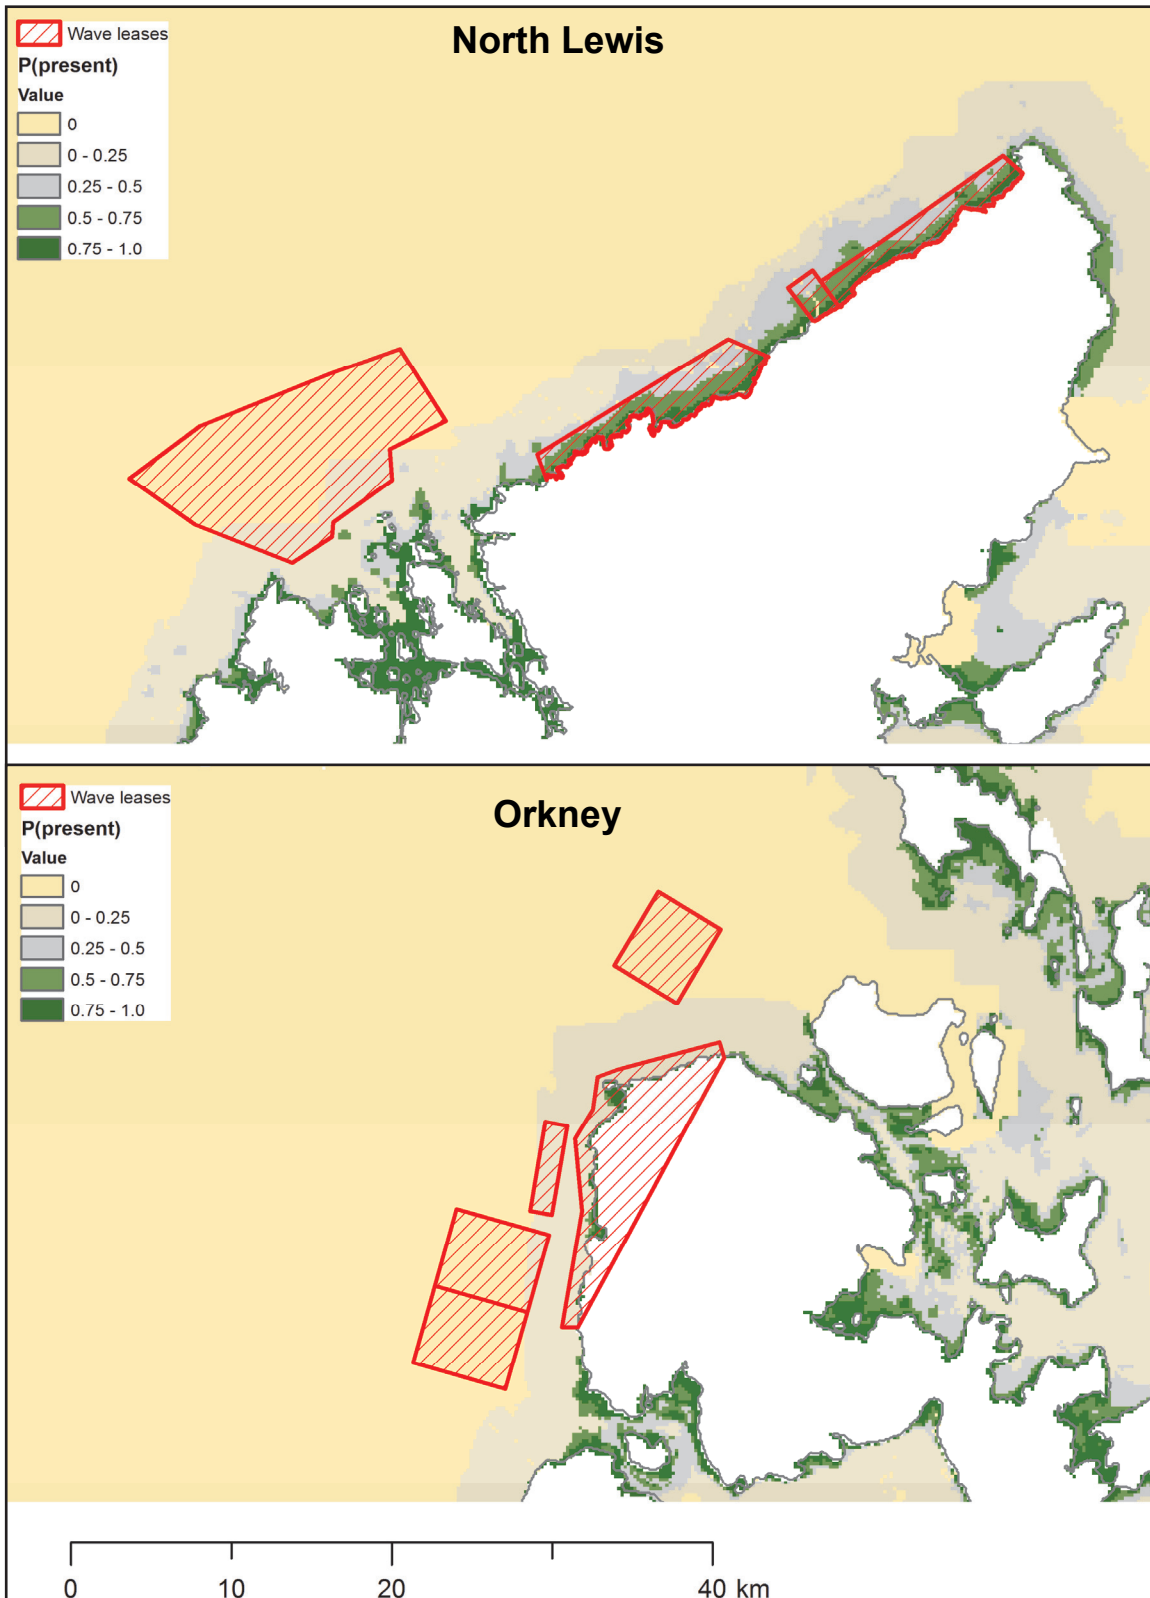 North Lewis
Wave leases
P(present)
Value
0
0 - 0.25
0.25 - 0.5
0.5 - 0.75
0.75 - 1.0
Orkney
Wave leases
P(present)
Value
0
0 - 0.25
0.25 - 0.5
0.5 - 0.75
0.75 - 1.0
0 10 20 40 km